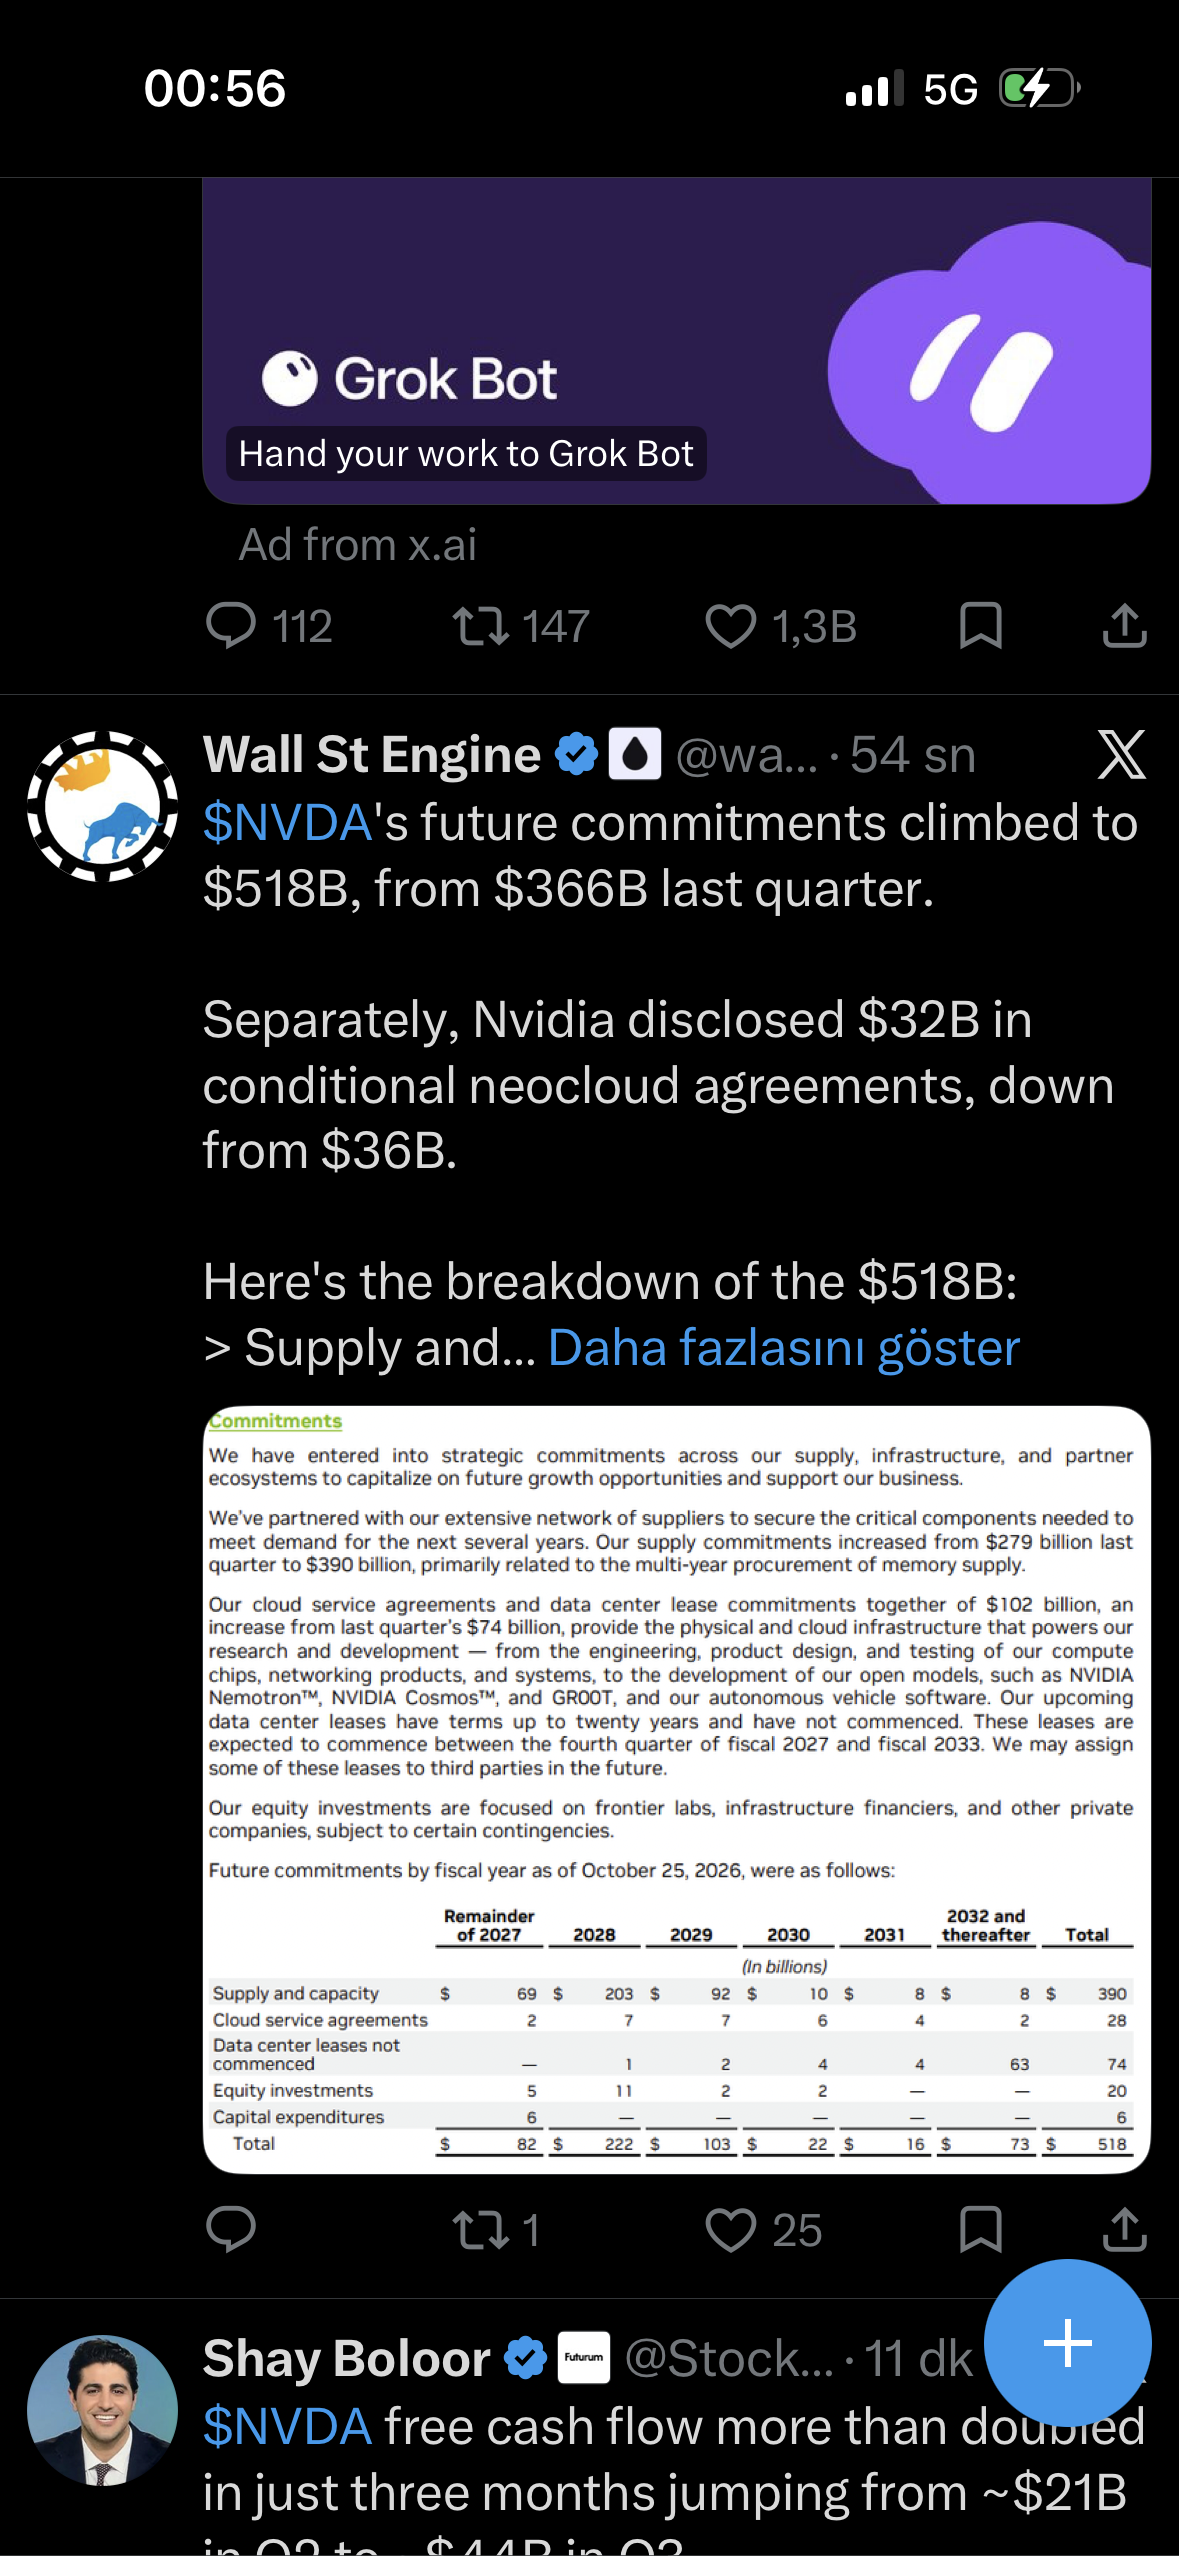 00:56
5G
Grok Bot
Hand your work to Grok Bot
Ad from x.ai
112 147 1,3B
Wall St Engine @wa... · 54 sn
$NVDA's future commitments climbed to
$518B, from $366B last quarter.
Separately, Nvidia disclosed $32B in
conditional neocloud agreements, down
from $36B.
Here's the breakdown of the $518B:
> Supply and... Daha fazlasını göster
Commitments
We have entered into strategic commitments across our supply, infrastructure, and partner
ecosystems to capitalize on future growth opportunities and support our business.
We've partnered with our extensive network of suppliers to secure the critical components needed to
meet demand for the next several years. Our supply commitments increased from $279 billion last
quarter to $390 billion, primarily related to the multi-year procurement of memory supply.
Our cloud service agreements and data center lease commitments together of $102 billion, an
increase from last quarter's $74 billion, provide the physical and cloud infrastructure that powers our
research and development — from the engineering, product design, and testing of our compute
chips, networking products, and systems, to the development of our open models, such as NVIDIA
Nemotron™, NVIDIA Cosmos™, and GR00T, and our autonomous vehicle software. Our upcoming
data center leases have terms up to twenty years and have not commenced. These leases are
expected to commence between the fourth quarter of fiscal 2027 and fiscal 2033. We may assign
some of these leases to third parties in the future.
Our equity investments are focused on frontier labs, infrastructure financiers, and other private
companies, subject to certain contingencies.
Future commitments by fiscal year as of October 25, 2026, were as follows:
Remainder
of 2027 2028 2029 2030 2031 2032 and
thereafter Total
(In billions)
Supply and capacity $ 69 $ 203 $ 92 $ 10 $ 8 $ 8 $ 390
Cloud service agreements 2 7 7 6 4 2 28
Data center leases not
commenced — 1 2 4 4 63 74
Equity investments 5 11 2 2 — — 20
Capital expenditures 6 — — — — — 6
Total $ 82 $ 222 $ 103 $ 22 $ 16 $ 73 $ 518
1 25
Shay Boloor Futurum @Stock... · 11 dk
$NVDA free cash flow more than doubled
in just three months jumping from ~$21B
in Q2 to ~$44B in Q3